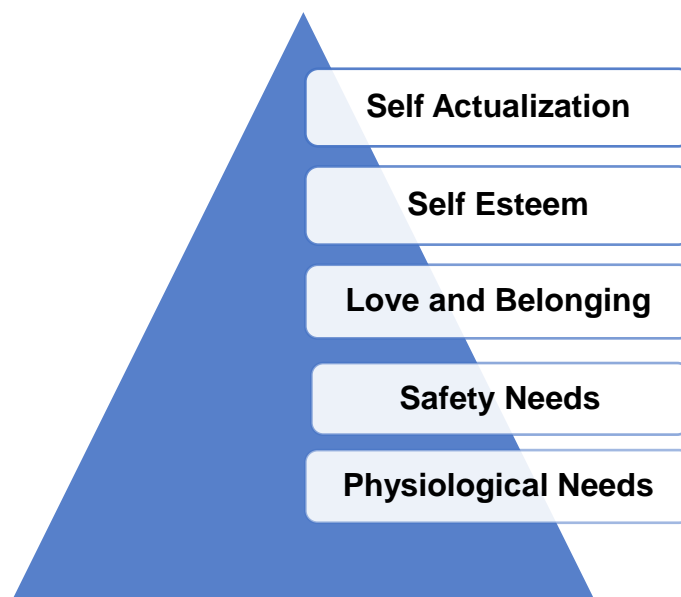 Self Actualization
Self Esteem
Love and Belonging
Safety Needs
Physiological Needs